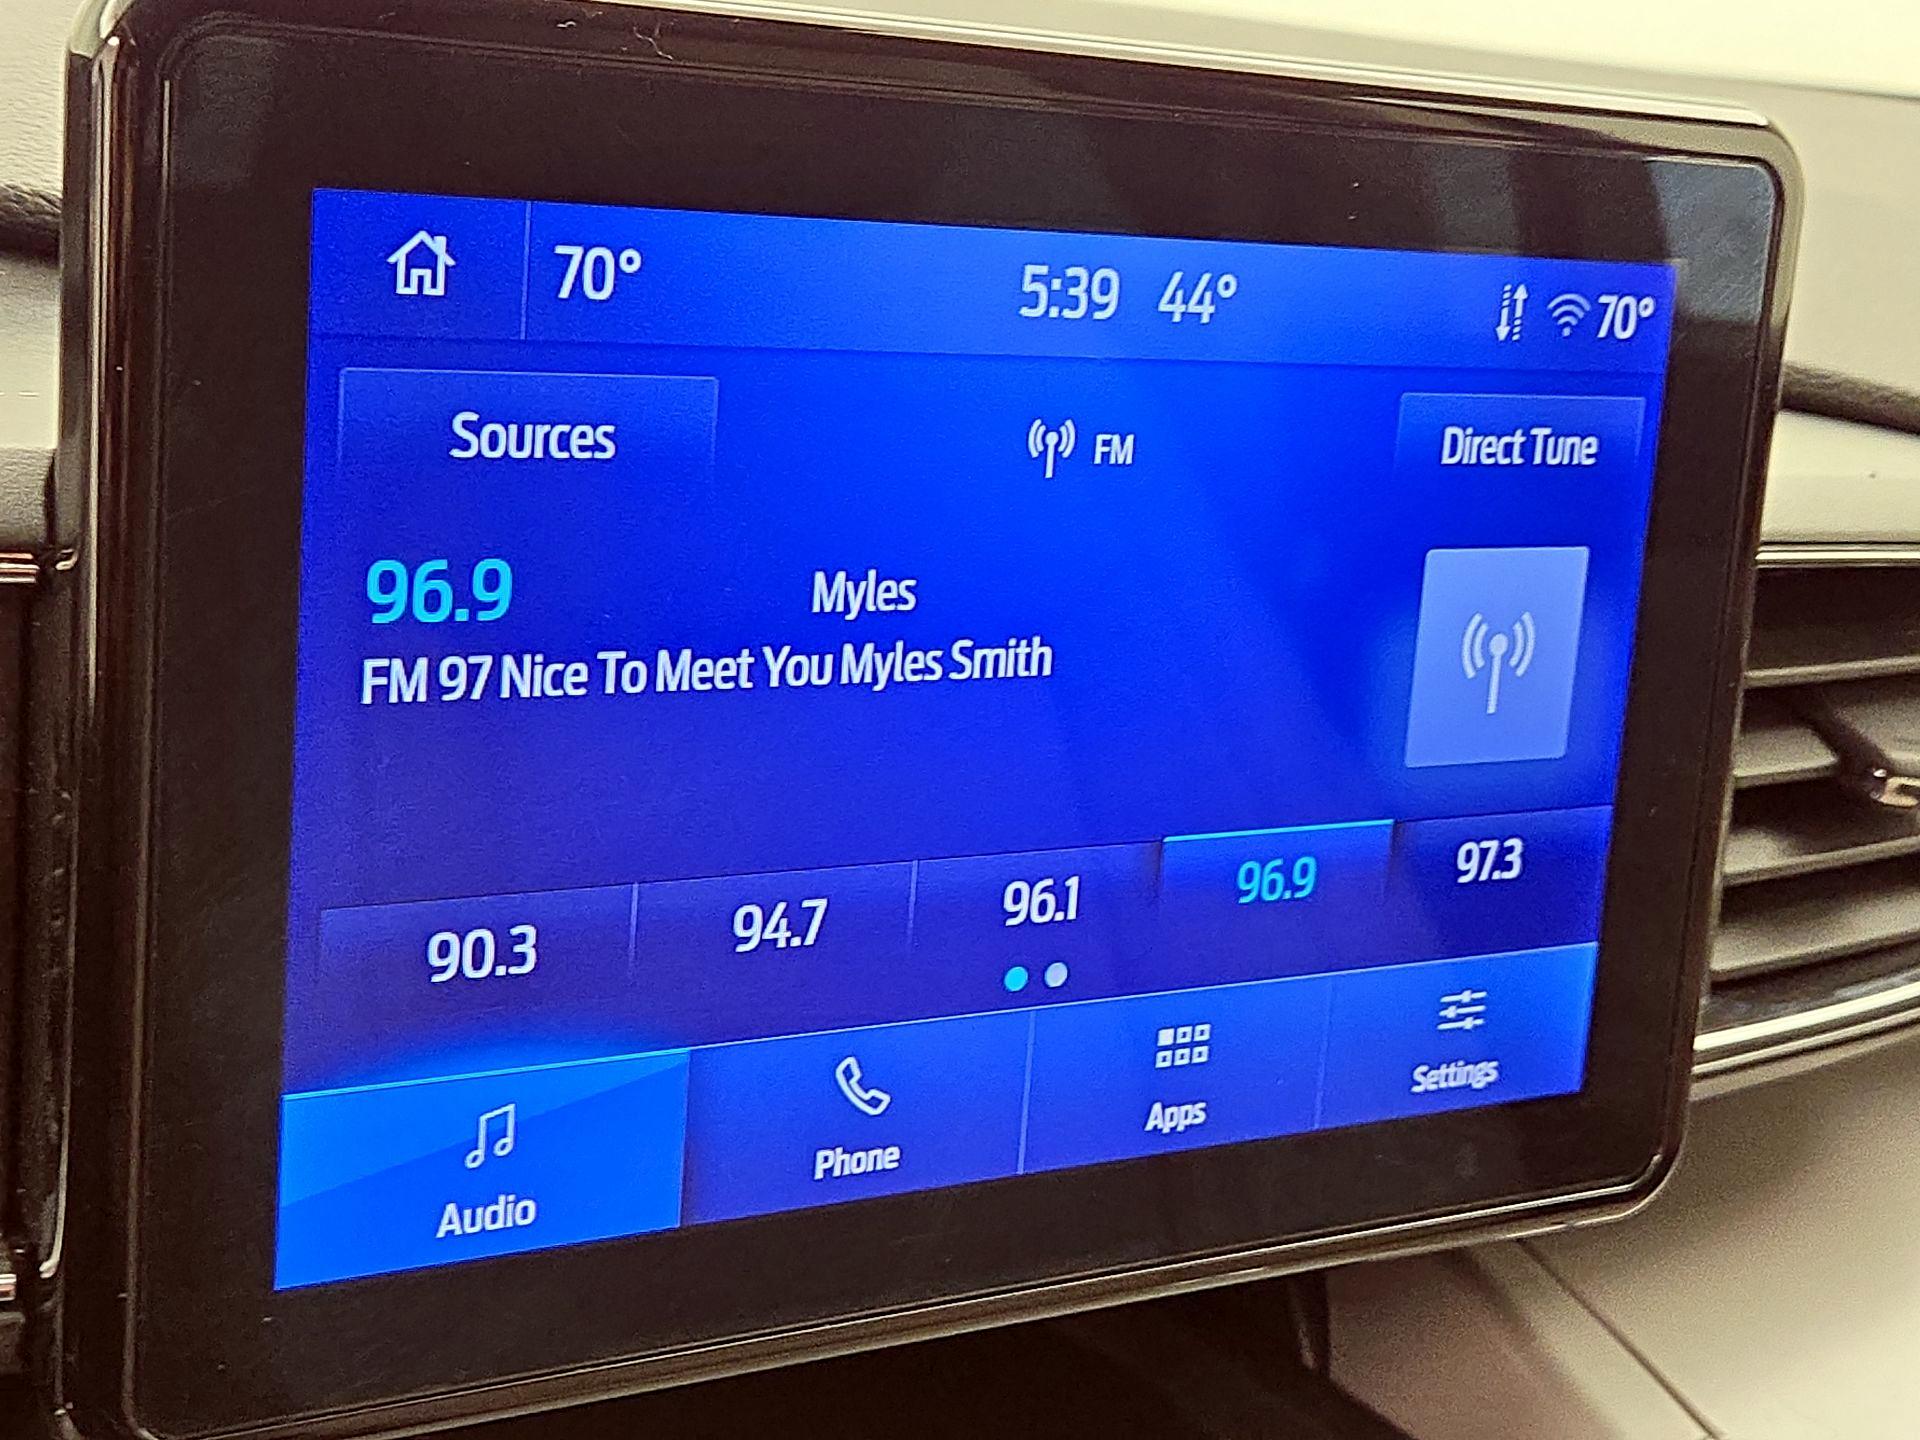 70° 5:39 44° 70°
Sources FM Direct Tune
96.9 Myles
FM 97 Nice To Meet You Myles Smith
90.3 94.7 96.1 96.9 97.3
Audio Phone Apps Settings